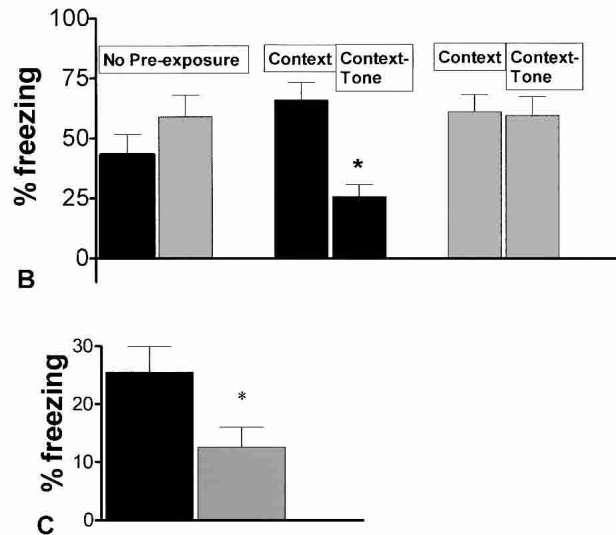 100
75
50
25
0
% freezing
No Pre-exposure
Context
Context-
Tone
*
Context
Context-
Tone
B
30
20
10
0
% freezing
*
C